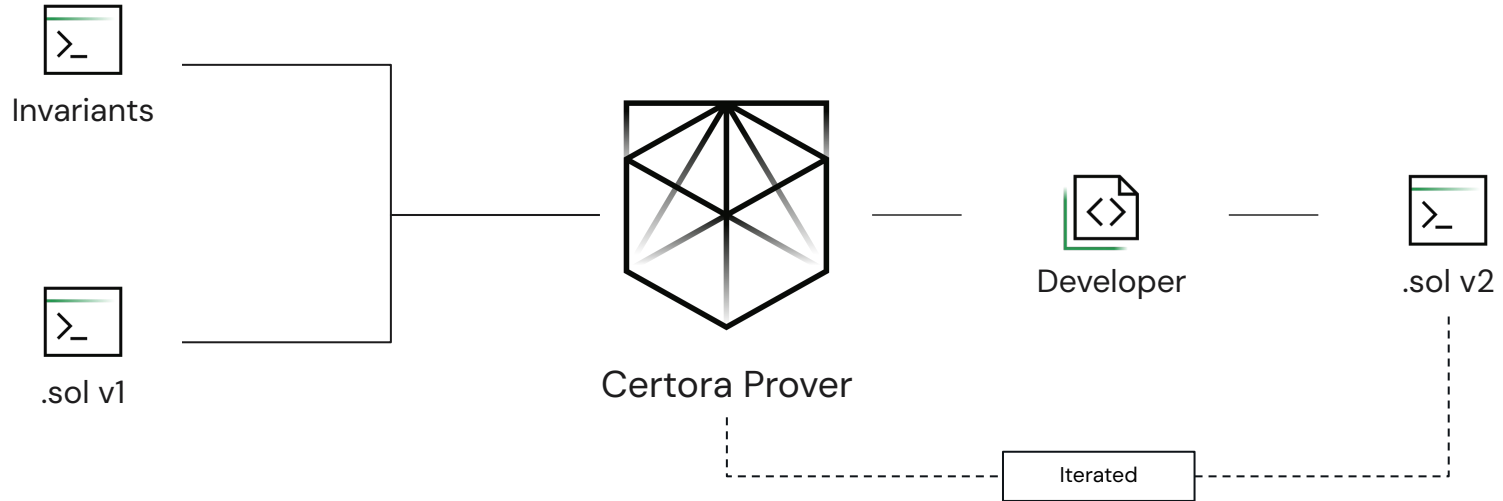 Invariants
.sol v1
Certora Prover
Developer
.sol v2
Iterated